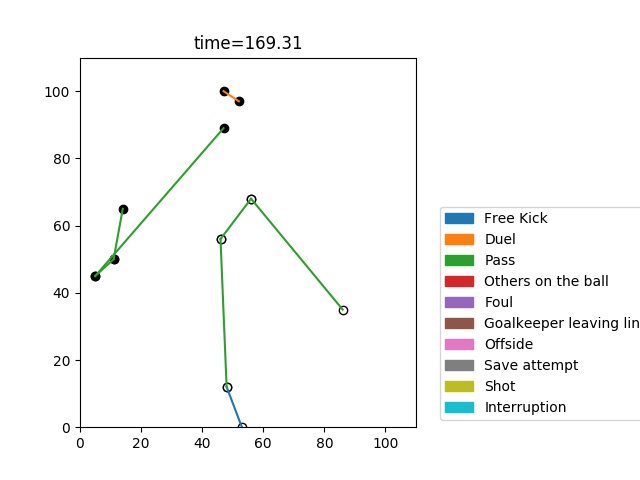 time=169.31
100
80
60
40
20
0
0 20 40 60 80 100
Free Kick
Duel
Pass
Others on the ball
Foul
Goalkeeper leaving lin
Offside
Save attempt
Shot
Interruption